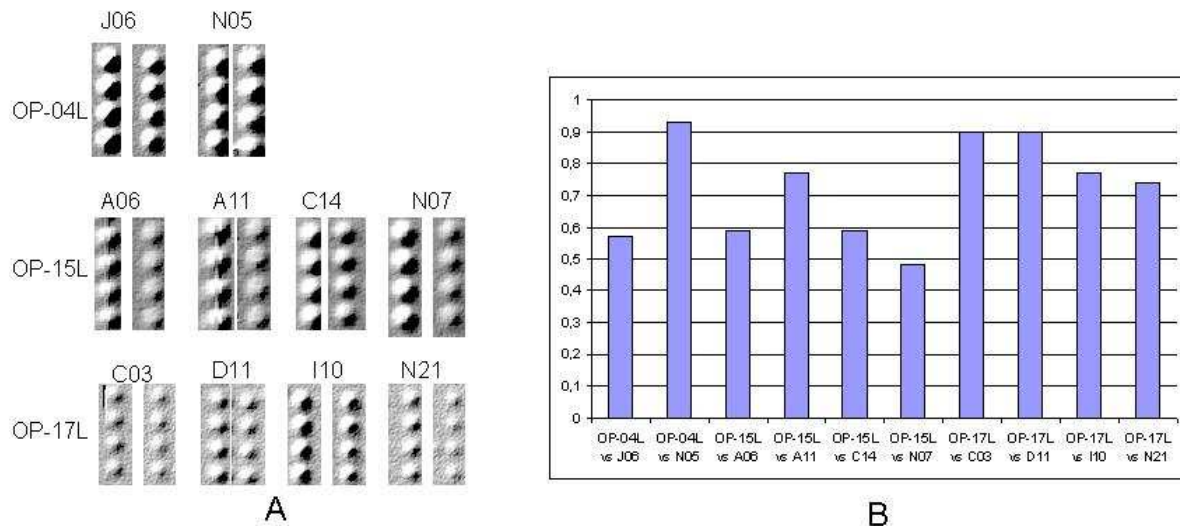 J06 N05
OP-04L
A06 A11 C14 N07
OP-15L
C03 D11 I10 N21
OP-17L
A
1
0,9
0,8
0,7
0,6
0,5
0,4
0,3
0,2
0,1
0
OP-04L OP-04L OP-15L OP-15L OP-15L OP-15L OP-17L OP-17L OP-17L OP-17L
vs J06 vs N05 vs A06 vs A11 vs C14 vs N07 vs C03 vs D11 vs I10 vs N21
B